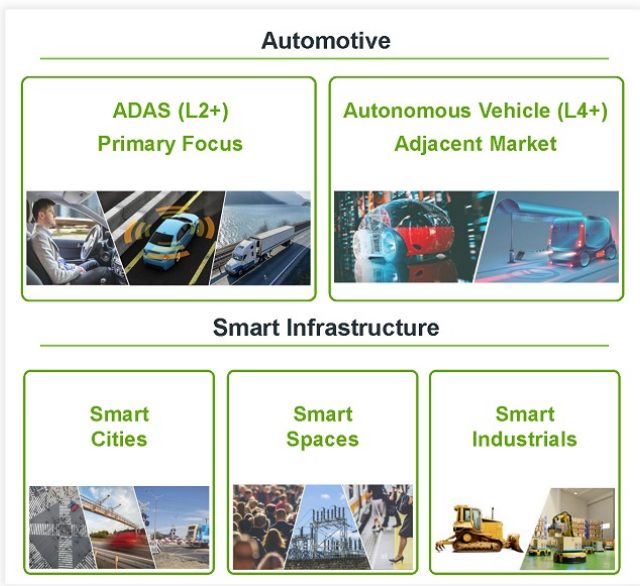 Automotive
ADAS (L2+)
Primary Focus
Autonomous Vehicle (L4+)
Adjacent Market
Smart Infrastructure
Smart
Cities
Smart
Spaces
Smart
Industrials